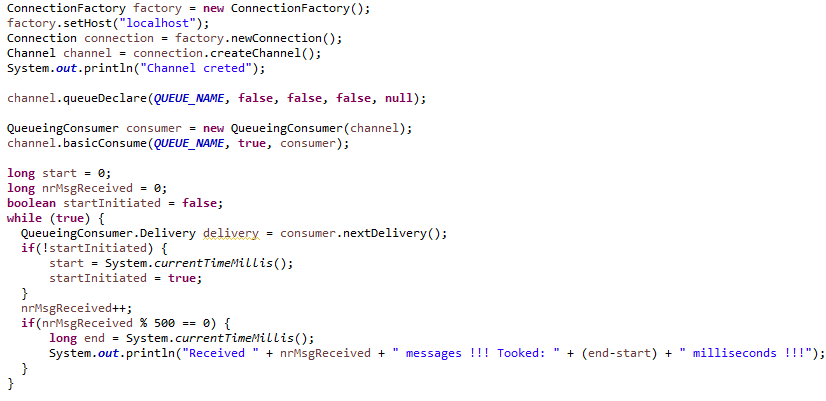 ConnectionFactory factory = new ConnectionFactory();
factory.setHost("localhost");
Connection connection = factory.newConnection();
Channel channel = connection.createChannel();
System.out.println("Channel creted");

channel.queueDeclare(QUEUE_NAME, false, false, false, null);

QueueingConsumer consumer = new QueueingConsumer(channel);
channel.basicConsume(QUEUE_NAME, true, consumer);

long start = 0;
long nrMsgReceived = 0;
boolean startInitiated = false;
while (true) {
  QueueingConsumer.Delivery delivery = consumer.nextDelivery();
  if(!startInitiated) {
      start = System.currentTimeMillis();
      startInitiated = true;
  }
  nrMsgReceived++;
  if(nrMsgReceived % 500 == 0) {
      long end = System.currentTimeMillis();
      System.out.println("Received " + nrMsgReceived + " messages !!! Tooked: " + (end-start) + " milliseconds !!!");
  }
}